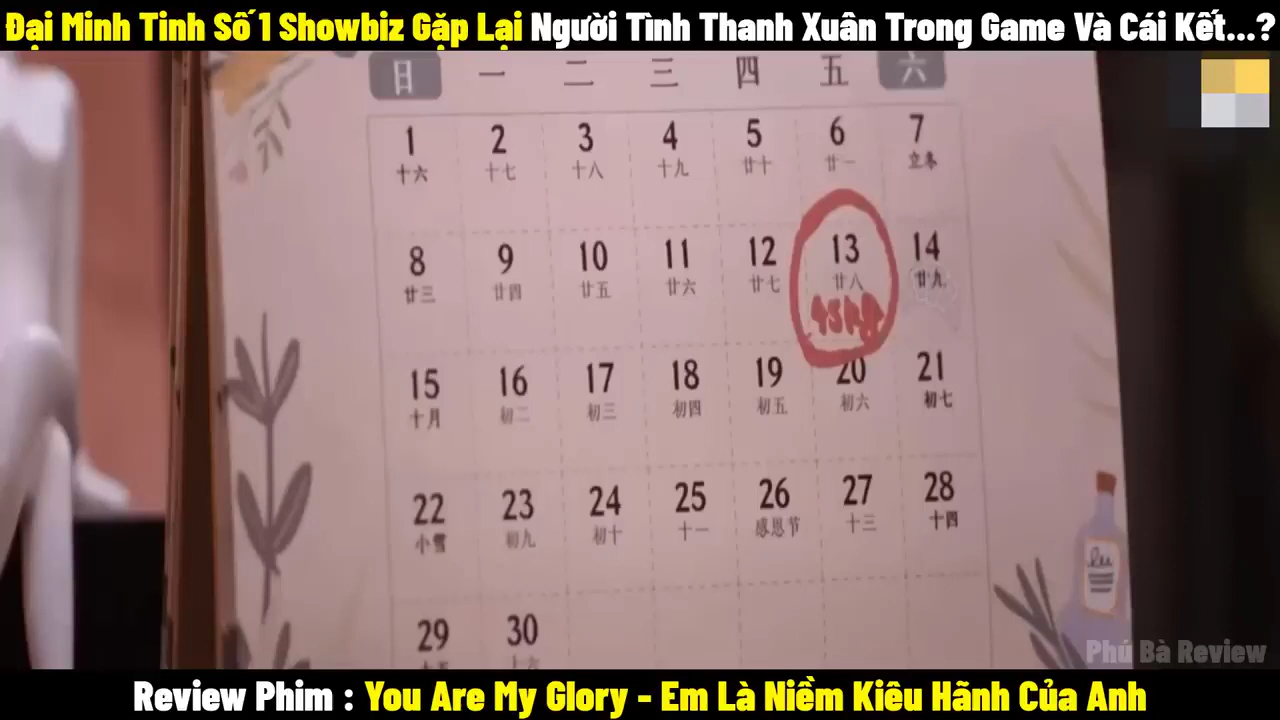 Đại Minh Tinh Số 1 Showbiz Gặp Lại Người Tình Thanh Xuân Trong Game Và Cái Kết...?
日 一 二 三 四 五 六
1 2 3 4 5 6 7
十六 十七 十八 十九 廿十 廿一 立冬
8 9 10 11 12 13 14
廿三 廿四 廿五 廿六 廿七 廿八 廿九
15 16 17 18 19 20 21
十月 初二 初三 初四 初五 初六 初七
22 23 24 25 26 27 28
小雪 初九 初十 十一 感恩节 十三 十四
29 30
Phú Bà Review
Review Phim : You Are My Glory - Em Là Niềm Kiêu Hãnh Của Anh